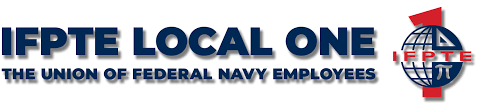 IFPTE LOCAL ONE
THE UNION OF FEDERAL NAVY EMPLOYEES
IFPTE
π